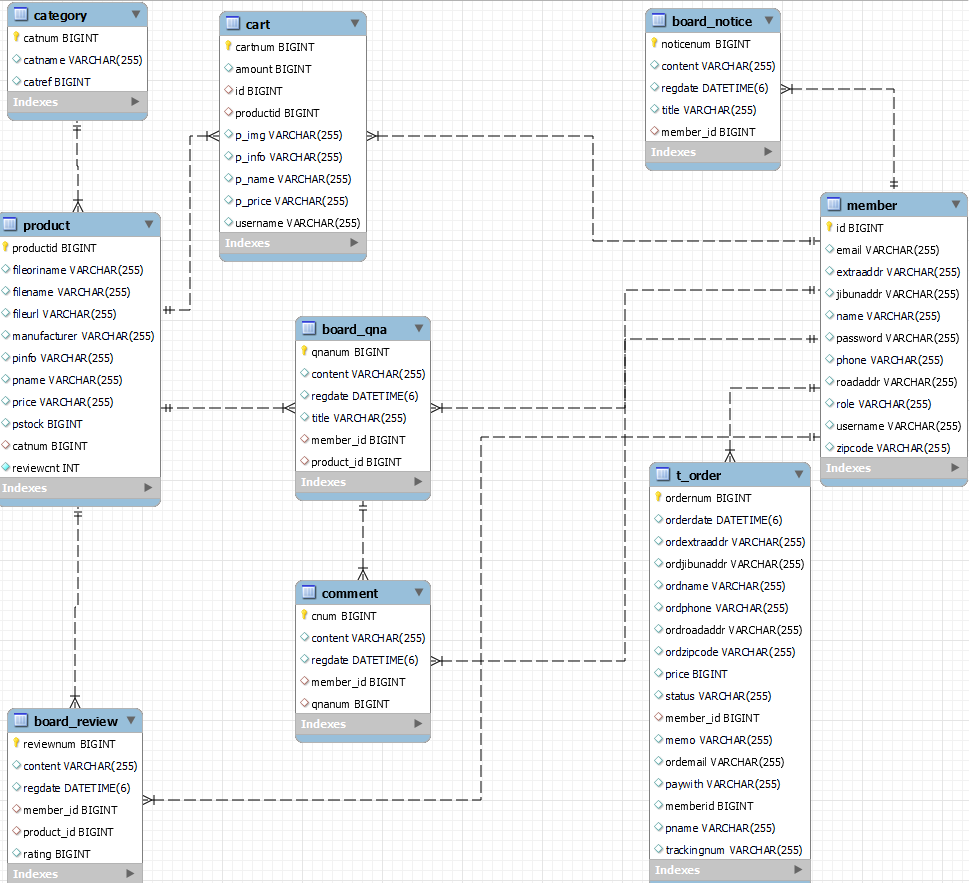 category
catnum BIGINT
catname VARCHAR(255)
catref BIGINT
Indexes
cart
cartnum BIGINT
amount BIGINT
id BIGINT
productid BIGINT
p_img VARCHAR(255)
p_info VARCHAR(255)
p_name VARCHAR(255)
p_price VARCHAR(255)
username VARCHAR(255)
Indexes
board_notice
noticenum BIGINT
content VARCHAR(255)
regdate DATETIME(6)
title VARCHAR(255)
member_id BIGINT
Indexes
product
productid BIGINT
fileoriname VARCHAR(255)
filename VARCHAR(255)
fileurl VARCHAR(255)
manufacturer VARCHAR(255)
pinfo VARCHAR(255)
pname VARCHAR(255)
price VARCHAR(255)
pstock BIGINT
catnum BIGINT
reviewcnt INT
Indexes
board_qna
qnanum BIGINT
content VARCHAR(255)
regdate DATETIME(6)
title VARCHAR(255)
member_id BIGINT
product_id BIGINT
Indexes
member
id BIGINT
email VARCHAR(255)
extraaddr VARCHAR(255)
jibunaddr VARCHAR(255)
name VARCHAR(255)
password VARCHAR(255)
phone VARCHAR(255)
roadaddr VARCHAR(255)
role VARCHAR(255)
username VARCHAR(255)
zipcode VARCHAR(255)
Indexes
comment
cnum BIGINT
content VARCHAR(255)
regdate DATETIME(6)
member_id BIGINT
qnanum BIGINT
Indexes
t_order
ordernum BIGINT
orderdate DATETIME(6)
ordextraaddr VARCHAR(255)
ordjibunaddr VARCHAR(255)
ordname VARCHAR(255)
ordphone VARCHAR(255)
ordroadaddr VARCHAR(255)
ordzipcode VARCHAR(255)
price BIGINT
status VARCHAR(255)
member_id BIGINT
memo VARCHAR(255)
ordemail VARCHAR(255)
paywith VARCHAR(255)
memberid BIGINT
pname VARCHAR(255)
trackingnum VARCHAR(255)
Indexes
board_review
reviewnum BIGINT
content VARCHAR(255)
regdate DATETIME(6)
member_id BIGINT
product_id BIGINT
rating BIGINT
Indexes